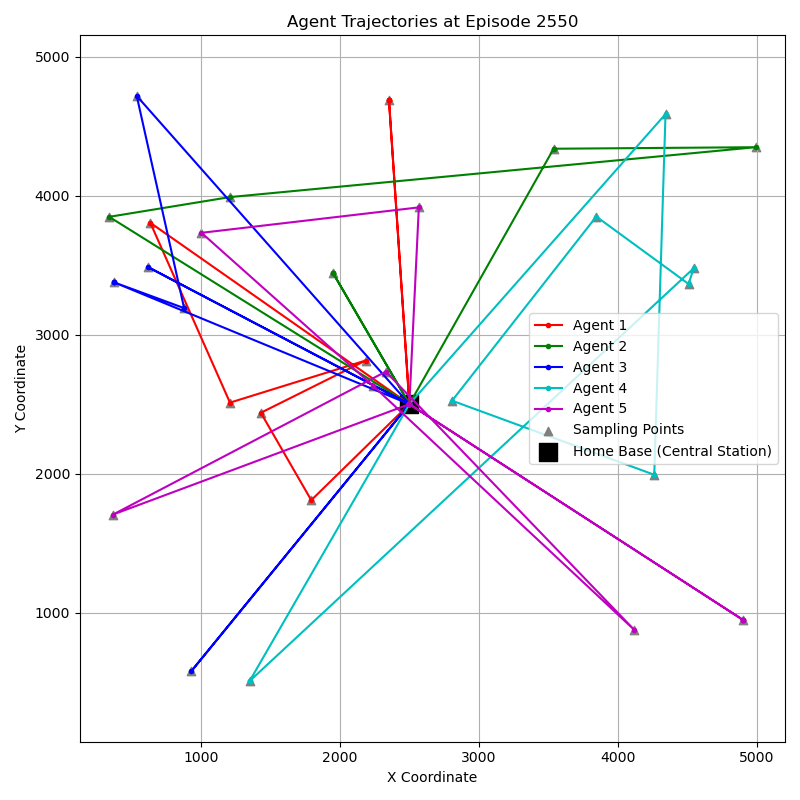 Agent Trajectories at Episode 2550
Y Coordinate
5000
4000
3000
2000
1000
Agent 1
Agent 2
Agent 3
Agent 4
Agent 5
Sampling Points
Home Base (Central Station)
1000 2000 3000 4000 5000
X Coordinate